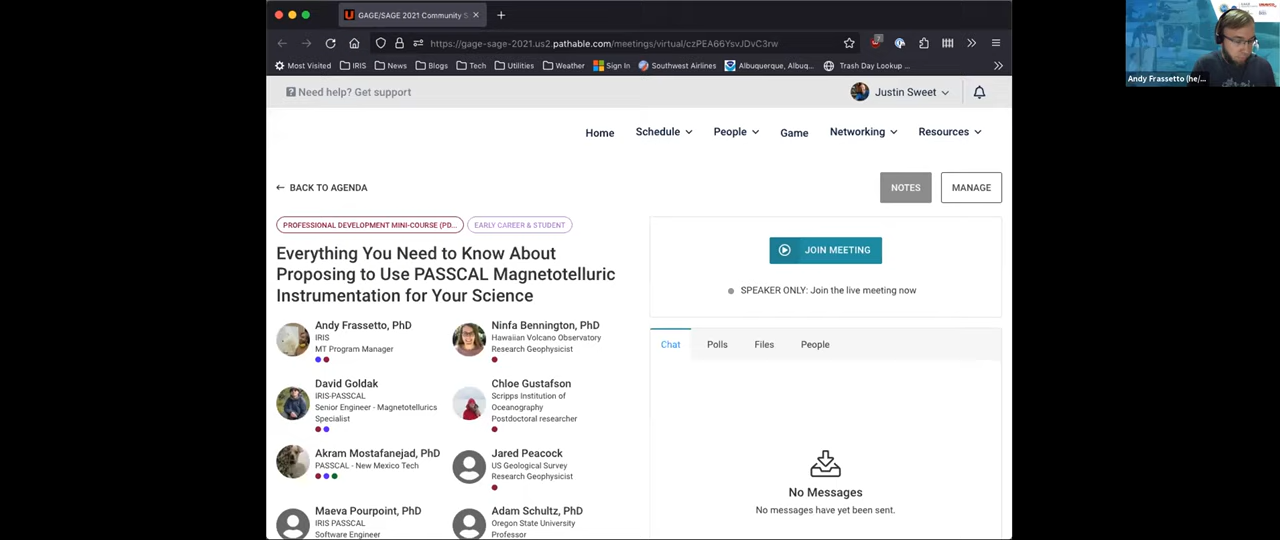 GAGE/SAGE 2021 Community S
https://gage-sage-2021.us2.pathable.com/meetings/virtual/czPEA66YsvJDvC3rw
Most Visited IRIS News Blogs Tech Utilities Weather Sign In Southwest Airlines Albuquerque, Albuq... Trash Day Lookup ...
Need help? Get support
Justin Sweet
Home Schedule People Game Networking Resources
BACK TO AGENDA
NOTES MANAGE
PROFESSIONAL DEVELOPMENT MINI-COURSE (PD... EARLY CAREER & STUDENT
Everything You Need to Know About
Proposing to Use PASSCAL Magnetotelluric
Instrumentation for Your Science
Andy Frassetto, PhD
IRIS
MT Program Manager
Ninfa Bennington, PhD
Hawaiian Volcano Observatory
Research Geophysicist
David Goldak
IRIS-PASSCAL
Senior Engineer - Magnetotellurics
Specialist
Chloe Gustafson
Scripps Institution of
Oceanography
Postdoctoral researcher
Akram Mostafanejad, PhD
PASSCAL - New Mexico Tech
Jared Peacock
US Geological Survey
Research Geophysicist
Maeva Pourpoint, PhD
IRIS PASSCAL
Software Engineer
Adam Schultz, PhD
Oregon State University
Professor
JOIN MEETING
SPEAKER ONLY: Join the live meeting now
Chat Polls Files People
No Messages
No messages have yet been sent.
Andy Frassetto (he/...